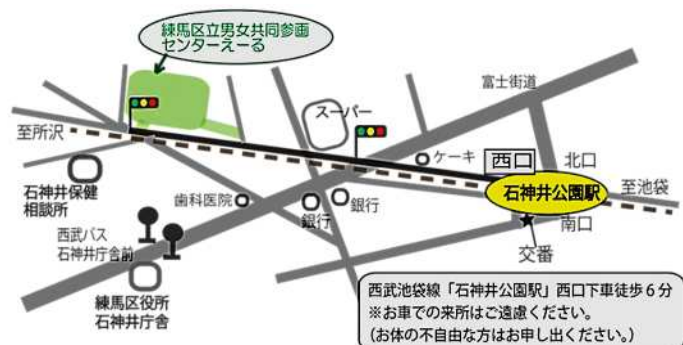 練馬区立男女共同参画
センターえーる
富士街道
スーパー
至所沢
ケーキ
西口
北口
石神井公園駅
至池袋
石神井保健
相談所
歯科医院
銀行
銀行
南口
交番
西武バス
石神井庁舎前
練馬区役所
石神井庁舎
西武池袋線「石神井公園駅」西口下車徒歩6分
※お車での来所はご遠慮ください。
(お体の不自由な方はお申し出ください。)